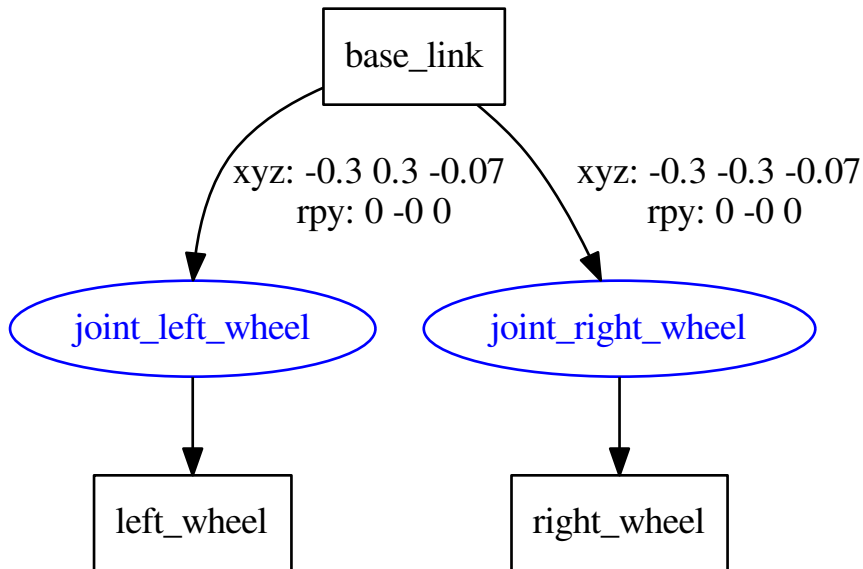 base_link
xyz: -0.3 0.3 -0.07
rpy: 0 -0 0
xyz: -0.3 -0.3 -0.07
rpy: 0 -0 0
joint_left_wheel
joint_right_wheel
left_wheel
right_wheel